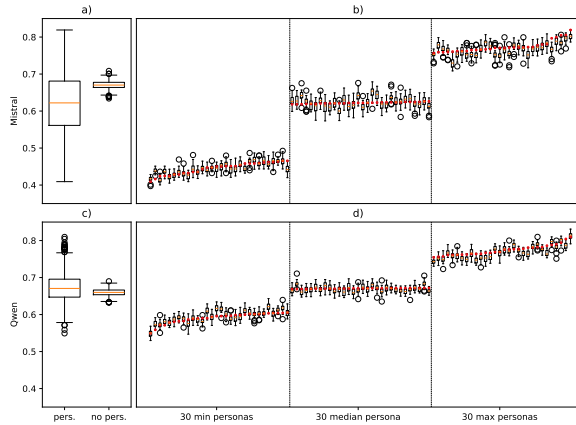 a)
b)
0.8
0.7
0.6
0.5
0.4
Mistral
c)
d)
0.8
0.7
0.6
0.5
0.4
Qwen
pers.
no pers.
30 min personas
30 median persona
30 max personas